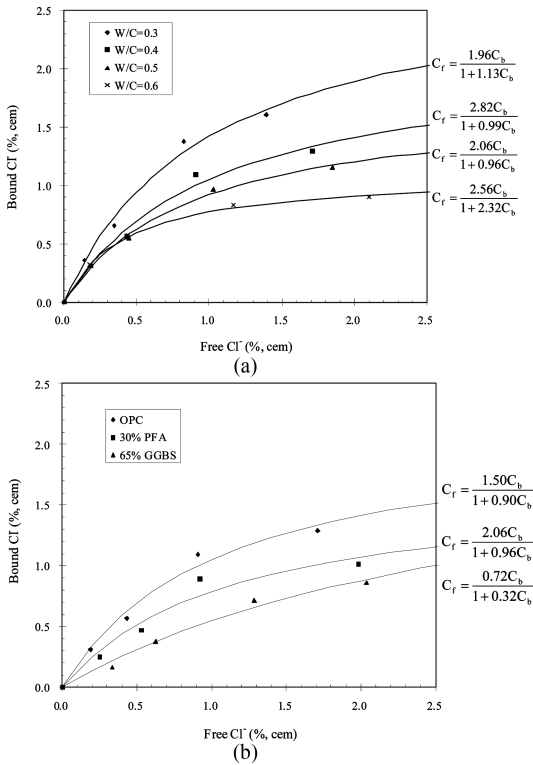 (a)
W/C=0.3
W/C=0.4
W/C=0.5
W/C=0.6
2.5
2.0
1.5
1.0
0.5
0.0
Bound Cl⁻ (%, cem)
0.0 0.5 1.0 1.5 2.0 2.5
Free Cl⁻ (%, cem)
C_f = 1.96C_b / 1+1.13C_b
C_f = 2.82C_b / 1+0.99C_b
C_f = 2.06C_b / 1+0.96C_b
C_f = 2.56C_b / 1+2.32C_b
(a)
OPC
30% PFA
65% GGBS
2.5
2.0
1.5
1.0
0.5
0.0
Bound Cl⁻ (%, cem)
0.0 0.5 1.0 1.5 2.0 2.5
Free Cl⁻ (%, cem)
C_f = 1.50C_b / 1+0.90C_b
C_f = 2.06C_b / 1+0.96C_b
C_f = 0.72C_b / 1+0.32C_b
(b)